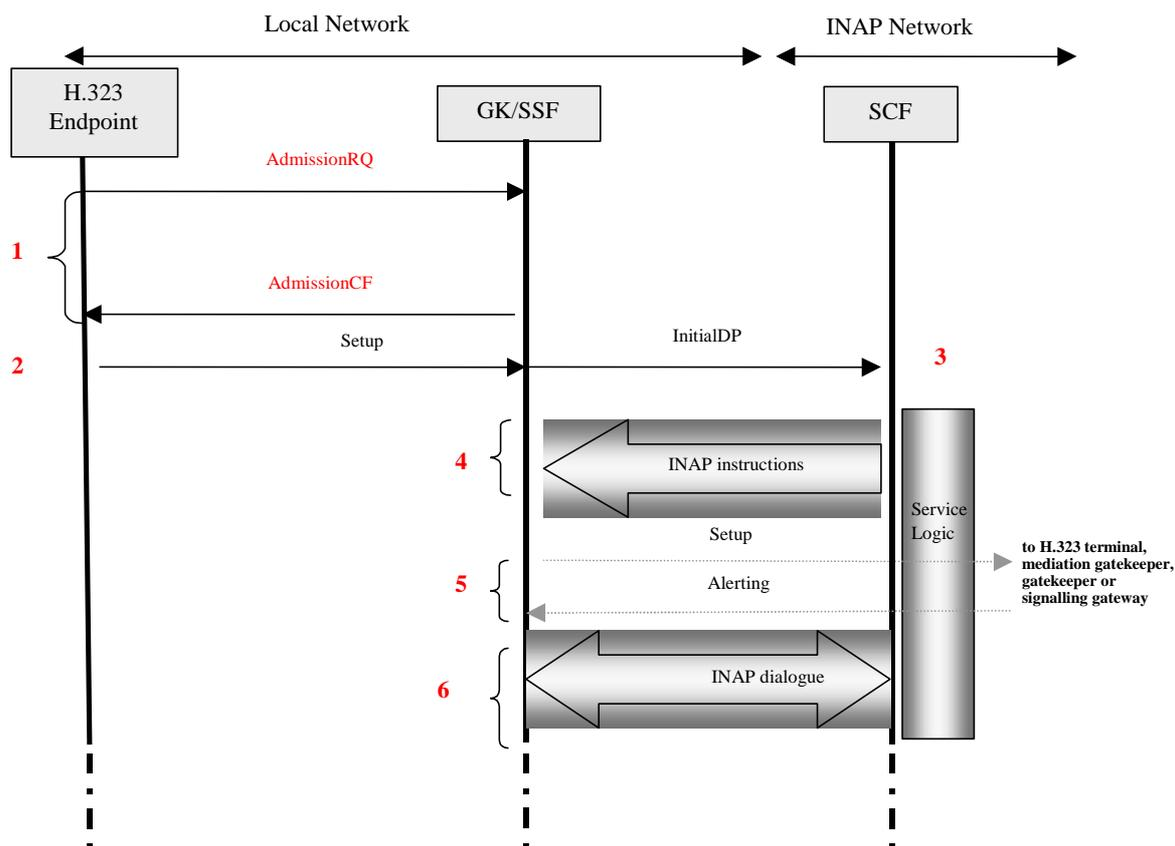 Local Network
INAP Network
H.323
Endpoint
GK/SSF
SCF
AdmissionRQ
1
AdmissionCF
Setup
InitialDP
2
3
4
INAP instructions
Service
Logic
Setup
to H.323 terminal,
mediation gatekeeper,
gatekeeper or
signalling gateway
5
Alerting
6
INAP dialogue